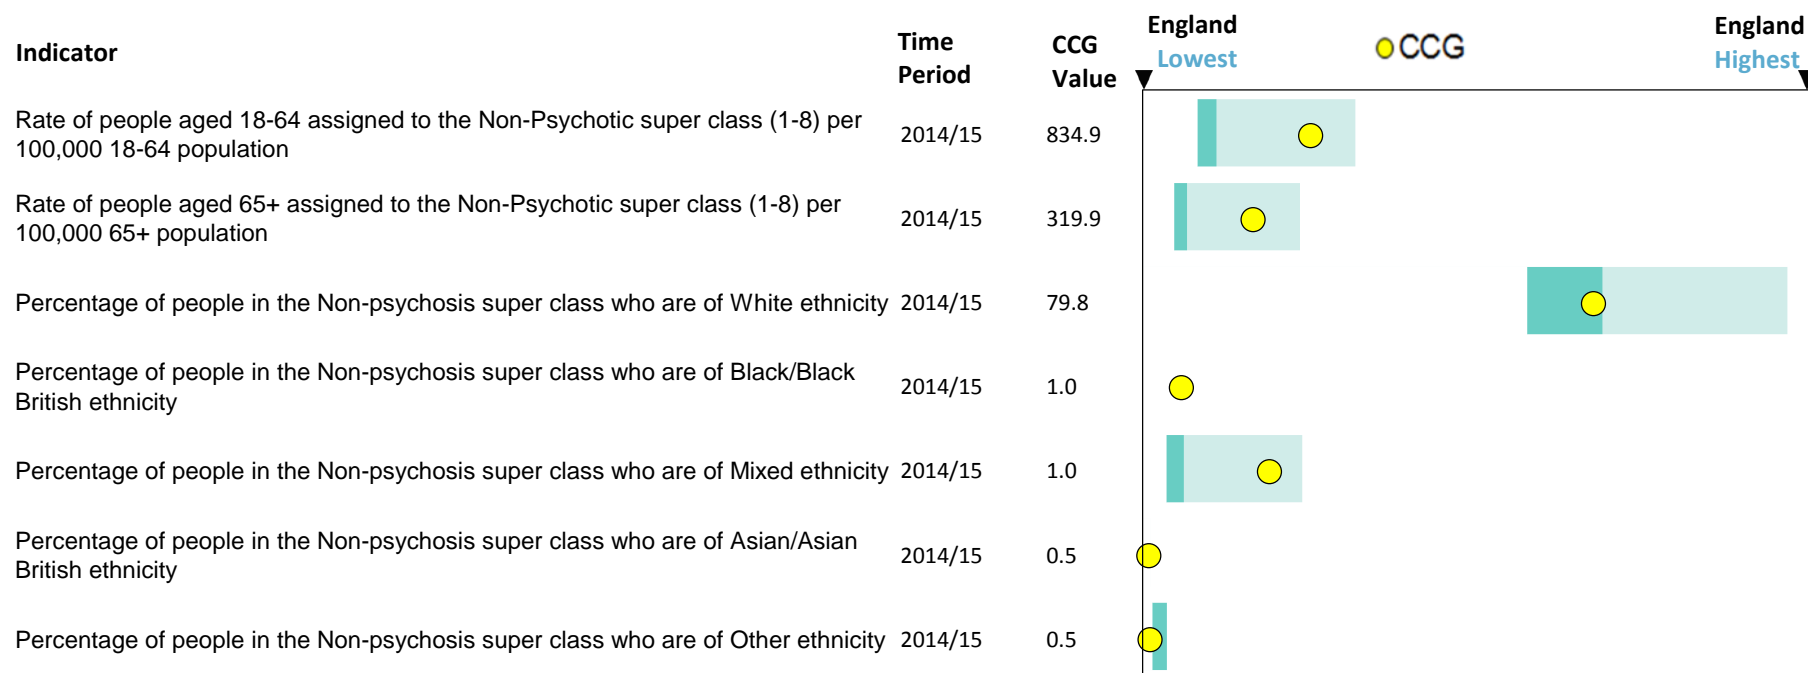 Indicator
Time Period
CCG Value
England Lowest
CCG
England Highest
Rate of people aged 18-64 assigned to the Non-Psychotic super class (1-8) per
100,000 18-64 population
2014/15
834.9
Rate of people aged 65+ assigned to the Non-Psychotic super class (1-8) per
100,000 65+ population
2014/15
319.9
Percentage of people in the Non-psychosis super class who are of White ethnicity
2014/15
79.8
Percentage of people in the Non-psychosis super class who are of Black/Black
British ethnicity
2014/15
1.0
Percentage of people in the Non-psychosis super class who are of Mixed ethnicity
2014/15
1.0
Percentage of people in the Non-psychosis super class who are of Asian/Asian
British ethnicity
2014/15
0.5
Percentage of people in the Non-psychosis super class who are of Other ethnicity
2014/15
0.5